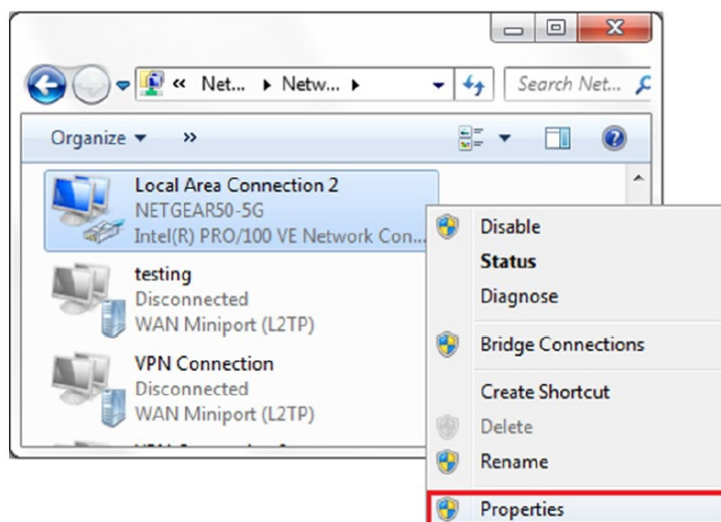 « Net... Netw...
Search Net...
Organize »
Local Area Connection 2
NETGEAR50-5G
Intel(R) PRO/100 VE Network Con...
testing
Disconnected
WAN Miniport (L2TP)
VPN Connection
Disconnected
WAN Miniport (L2TP)
Disable
Status
Diagnose
Bridge Connections
Create Shortcut
Delete
Rename
Properties